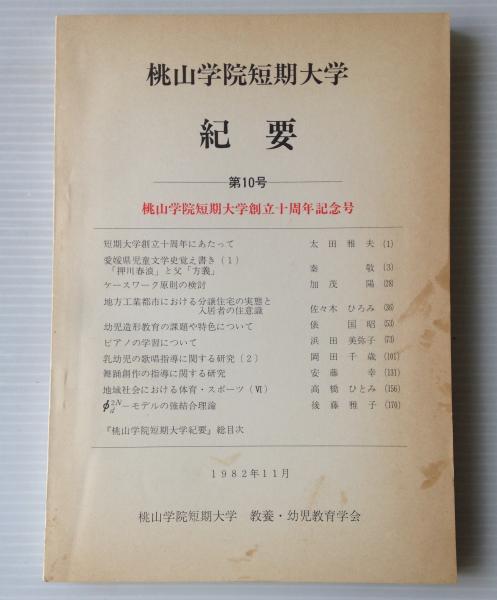 桃山学院短期大学
紀要
第10号
桃山学院短期大学創立十周年記念号
短期大学創立十周年にあたって 太田雅夫 (1)
愛媛県児童文学史覚え書き(1)
「押川春浪」と父「方義」 秦敬 (3)
ケースワーク原則の検討 加茂陽 (28)
地方工業都市における分譲住宅の実態と
入居者の住意識 佐々木ひろみ (36)
幼児造形教育の課題や特色について 俵国昭 (53)
ピアノの学習について 浜田美弥子 (73)
乳幼児の歌唱指導に関する研究(2) 岡田千歳 (101)
舞踊創作の指導に関する研究 安藤幸 (131)
地域社会における体育・スポーツ(Ⅵ) 高橋ひとみ (156)
φ_d^{2N}−モデルの強結合理論 後藤雅子 (170)
『桃山学院短期大学紀要』総目次
1982年11月
桃山学院短期大学 教養・幼児教育学会